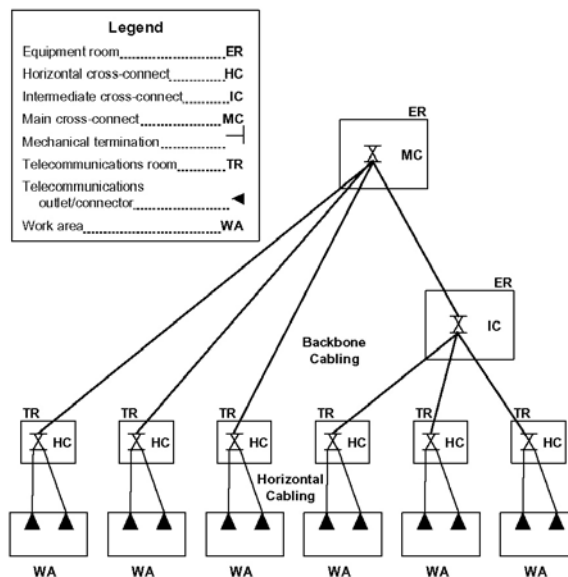 Legend
Equipment room ER
Horizontal cross-connect HC
Intermediate cross-connect IC
Main cross-connect MC
Mechanical termination
Telecommunications room TR
Telecommunications
outlet/connector
Work area WA
ER
MC
ER
IC
Backbone
Cabling
TR TR TR TR TR TR
HC HC HC HC HC HC
Horizontal
Cabling
WA WA WA WA WA WA